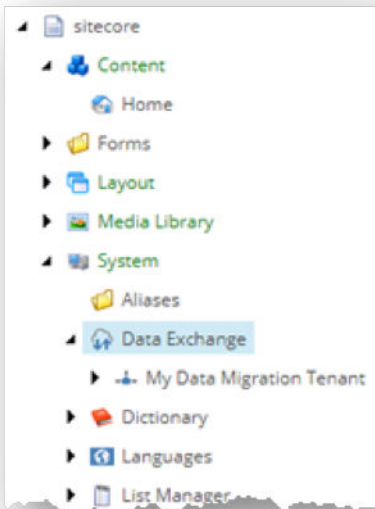 sitecore
Content
Home
Forms
Layout
Media Library
System
Aliases
Data Exchange
My Data Migration Tenant
Dictionary
Languages
List Manager